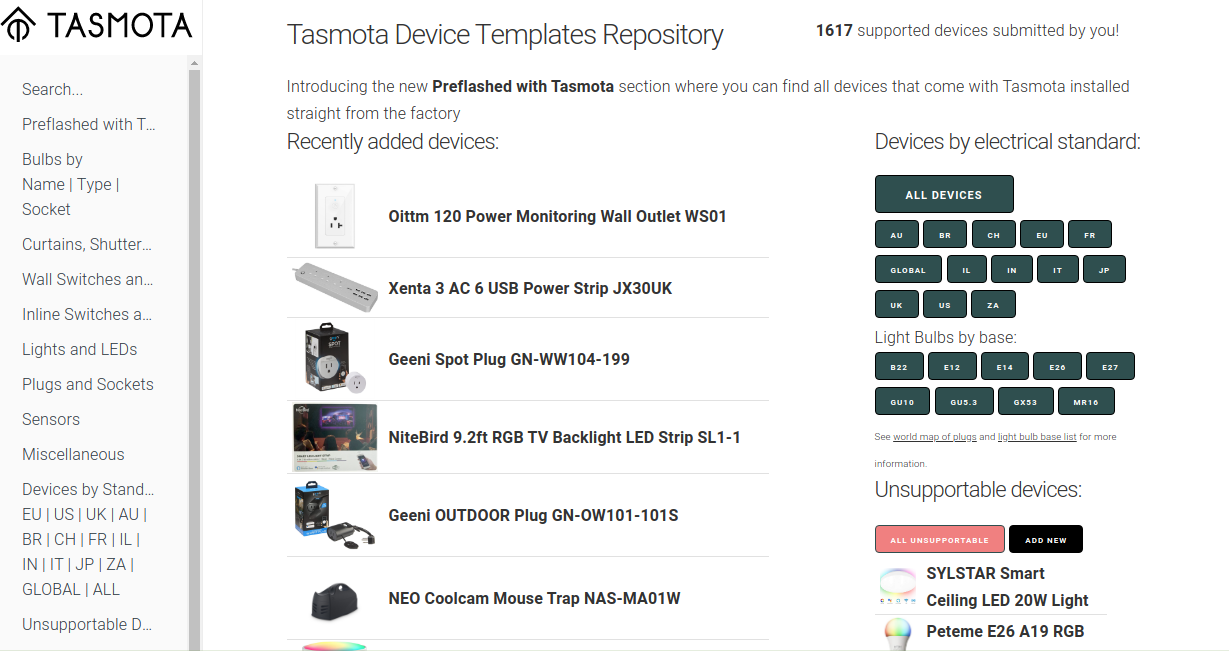 TASMOTA
Search...
Preflashed with T...
Bulbs by
Name | Type |
Socket
Curtains, Shutter...
Wall Switches an...
Inline Switches a...
Lights and LEDs
Plugs and Sockets
Sensors
Miscellaneous
Devices by Stand...
EU | US | UK | AU |
BR | CH | FR | IL |
IN | IT | JP | ZA |
GLOBAL | ALL
Unsupportable D...
Tasmota Device Templates Repository
1617 supported devices submitted by you!
Introducing the new Preflashed with Tasmota section where you can find all devices that come with Tasmota installed
straight from the factory
Recently added devices:
Oittm 120 Power Monitoring Wall Outlet WS01
Xenta 3 AC 6 USB Power Strip JX30UK
Geeni Spot Plug GN-WW104-199
NiteBird 9.2ft RGB TV Backlight LED Strip SL1-1
Geeni OUTDOOR Plug GN-OW101-101S
NEO Coolcam Mouse Trap NAS-MA01W
Devices by electrical standard:
ALL DEVICES
AU BR CH EU FR
GLOBAL IL IN IT JP
UK US ZA
Light Bulbs by base:
B22 E12 E14 E26 E27
GU10 GU5.3 GX53 MR16
See world map of plugs and light bulb base list for more
information.
Unsupportable devices:
ALL UNSUPPORTABLE ADD NEW
SYLSTAR Smart
Ceiling LED 20W Light
Peteme E26 A19 RGB